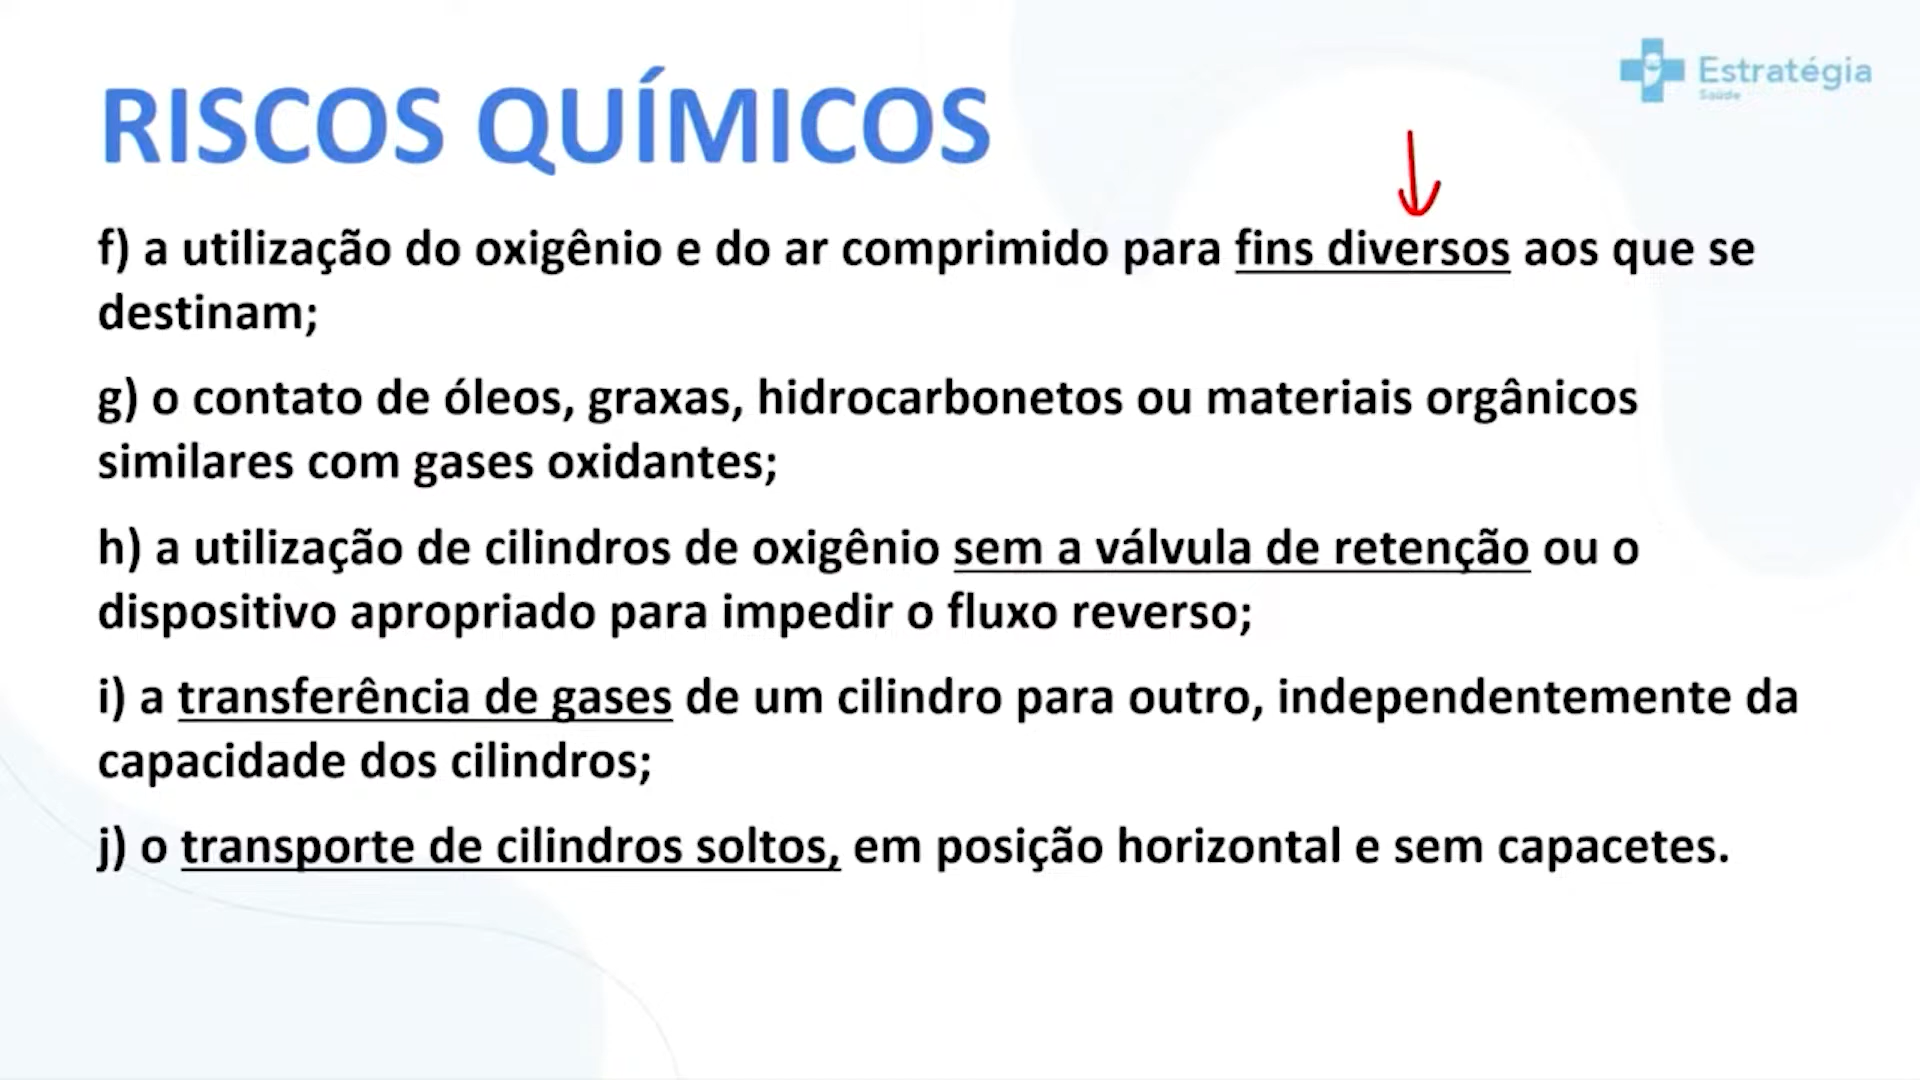 Estratégia
Saúde
RISCOS QUÍMICOS
f) a utilização do oxigênio e do ar comprimido para fins diversos aos que se
destinam;
g) o contato de óleos, graxas, hidrocarbonetos ou materiais orgânicos
similares com gases oxidantes;
h) a utilização de cilindros de oxigênio sem a válvula de retenção ou o
dispositivo apropriado para impedir o fluxo reverso;
i) a transferência de gases de um cilindro para outro, independentemente da
capacidade dos cilindros;
j) o transporte de cilindros soltos, em posição horizontal e sem capacetes.